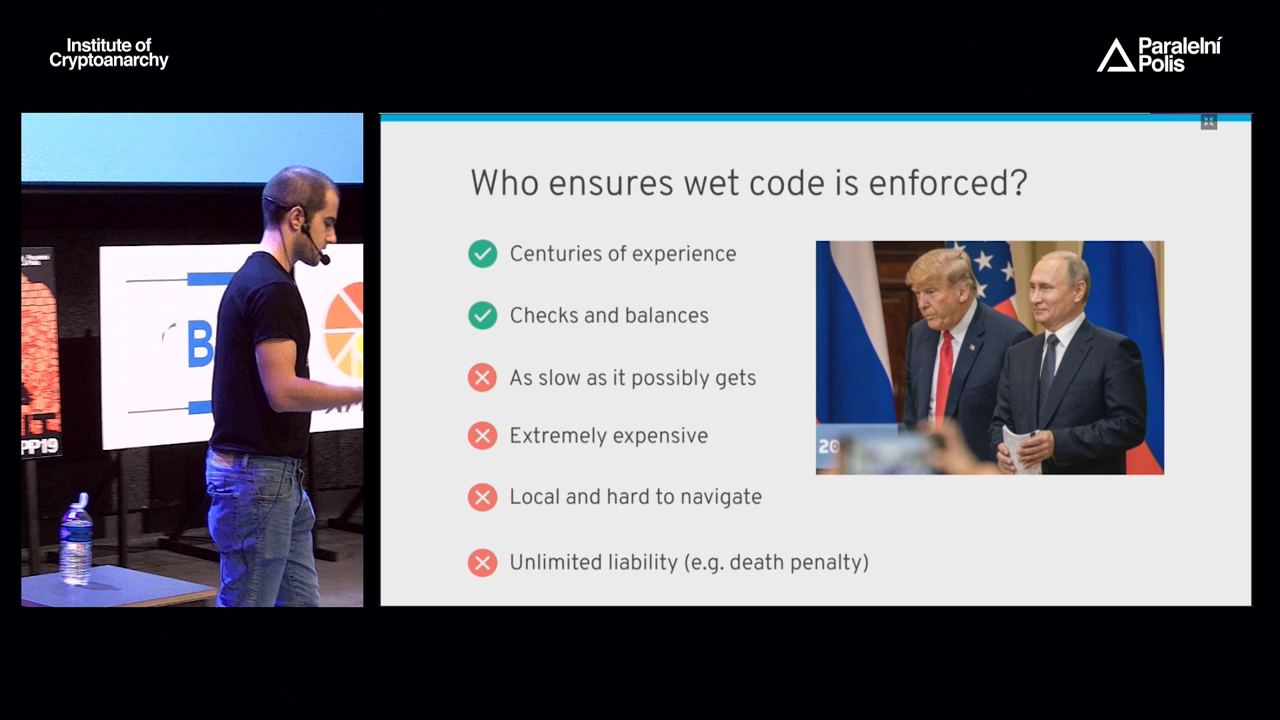 Institute of
Cryptoanarchy
Paralelní
Polis
B
PP19
Who ensures wet code is enforced?
Centuries of experience
Checks and balances
As slow as it possibly gets
Extremely expensive
Local and hard to navigate
Unlimited liability (e.g. death penalty)
20